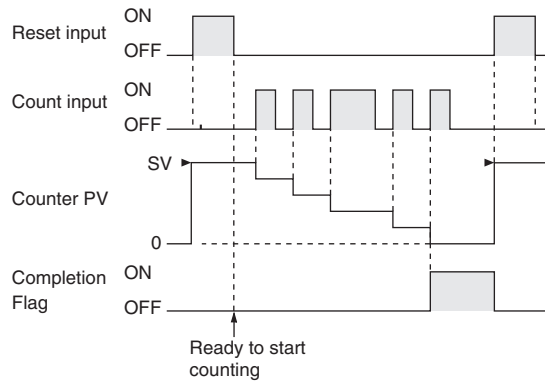 Reset input
ON
OFF
Count input
ON
OFF
Counter PV
SV
0
Completion
Flag
ON
OFF
Ready to start
counting